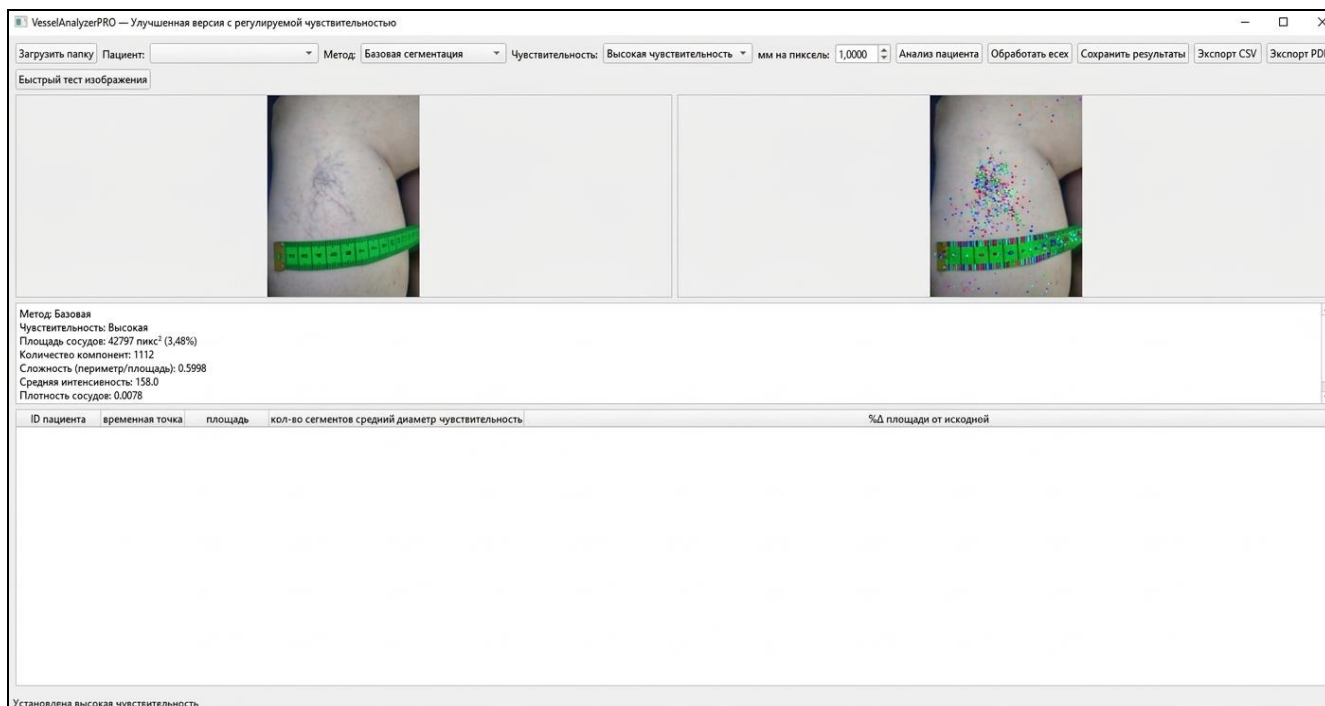 VesselAnalyzerPRO — Улучшенная версия с регулируемой чувствительностью
Загрузить папку Пациент: Метод: Базовая сегментация Чувствительность: Высокая чувствительность мм на пиксель: 1,0000 Анализ пациента Обработать есех Сохранить результаты Экспорт CSV Экспорт PDF
Быстрый тест изображения
Метод: Базовая
Чувствительность: Высокая
Площадь сосудов: 42797 пикс² (3,48%)
Количество компонент: 1112
Сложность (периметр/площадь): 0.5998
Средняя интенсивность: 158.0
Плотность сосудов: 0.0078
ID пациента временная точка площадь кол-во сегментов средний диаметр чувствительность %Δ площади от исходной
Установлена высокая чувствительность